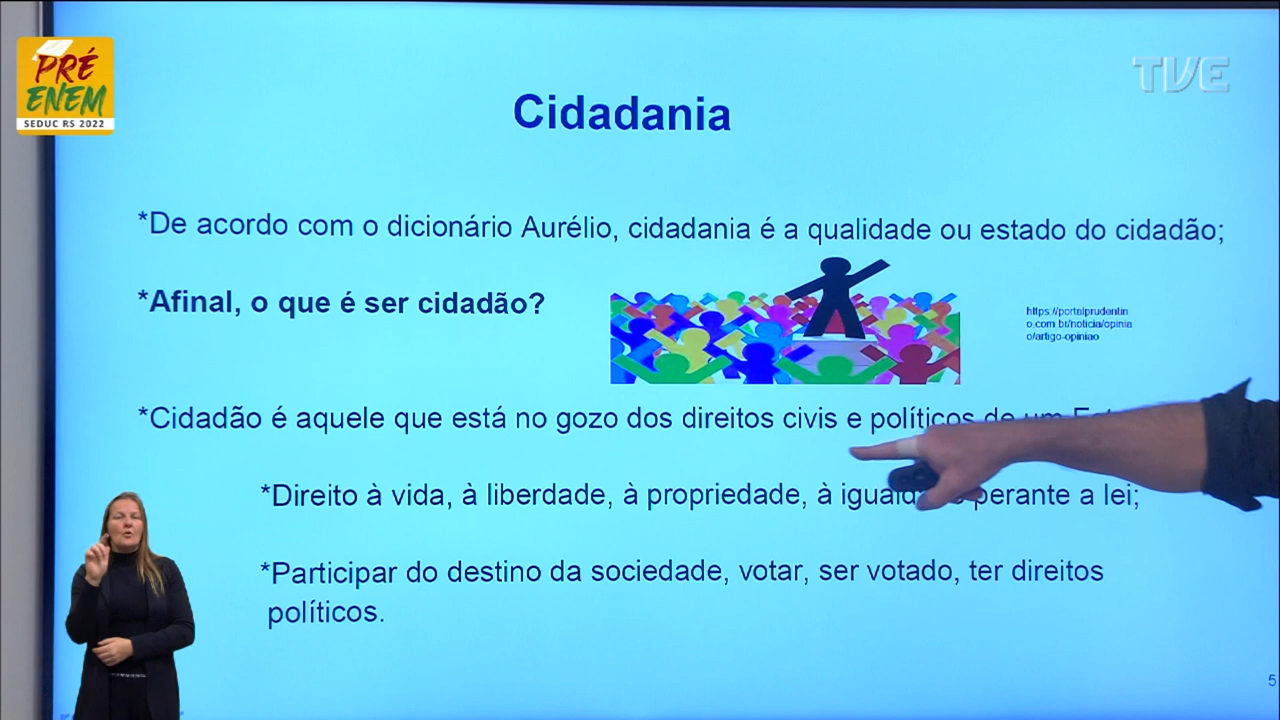 PRÉ
ENEM
SEDUC RS 2022
TVE
Cidadania
*De acordo com o dicionário Aurélio, cidadania é a qualidade ou estado do cidadão;
*Afinal, o que é ser cidadão?
https://portalprudentin
o.com.br/noticia/opinia
o/artigo-opiniao
*Cidadão é aquele que está no gozo dos direitos civis e políticos de um
*Direito à vida, à liberdade, à propriedade, à perante a lei;
*Participar do destino da sociedade, votar, ser votado, ter direitos
políticos.
5